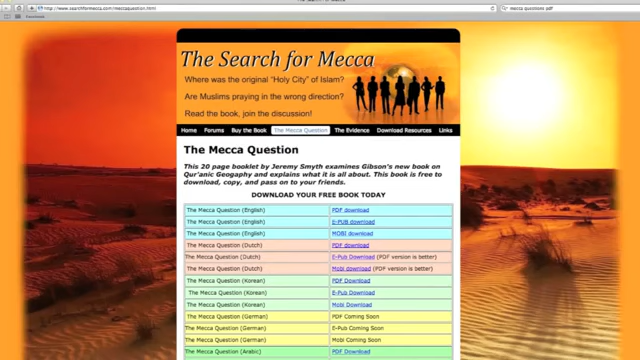 http://www.searchformecca.com/meccaquestion.html
mecca questions pdf
Facebook
The Search for Mecca
Where was the original "Holy City" of Islam?
Are Muslims praying in the wrong direction?
Read the book, join the discussion!
Home Forums Buy the Book The Mecca Question The Evidence Download Resources Links
The Mecca Question
This 20 page booklet by Jeremy Smyth examines Gibson's new book on
Qur'anic Geography and explains what it is all about. This book is free to
download, copy, and pass on to your friends.
DOWNLOAD YOUR FREE BOOK TODAY
The Mecca Question (English) PDF download
The Mecca Question (English) E-PUB download
The Mecca Question (English) MOBI download
The Mecca Question (Dutch) PDF download
The Mecca Question (Dutch) E-Pub Download (PDF version is better)
The Mecca Question (Dutch) Mobi download (PDF version is better)
The Mecca Question (Korean) PDF Download
The Mecca Question (Korean) E-Pub Download
The Mecca Question (Korean) Mobi Download
The Mecca Question (German) PDF Coming Soon
The Mecca Question (German) E-Pub Coming Soon
The Mecca Question (German) Mobi Coming Soon
The Mecca Question (Arabic) PDF Download